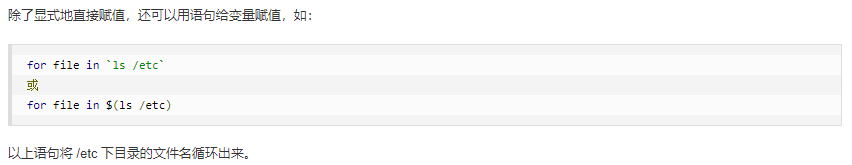 除了显式地直接赋值，还可以用语句给变量赋值，如：
for file in `ls /etc`
或
for file in $(ls /etc)
以上语句将 /etc 下目录的文件名循环出来。